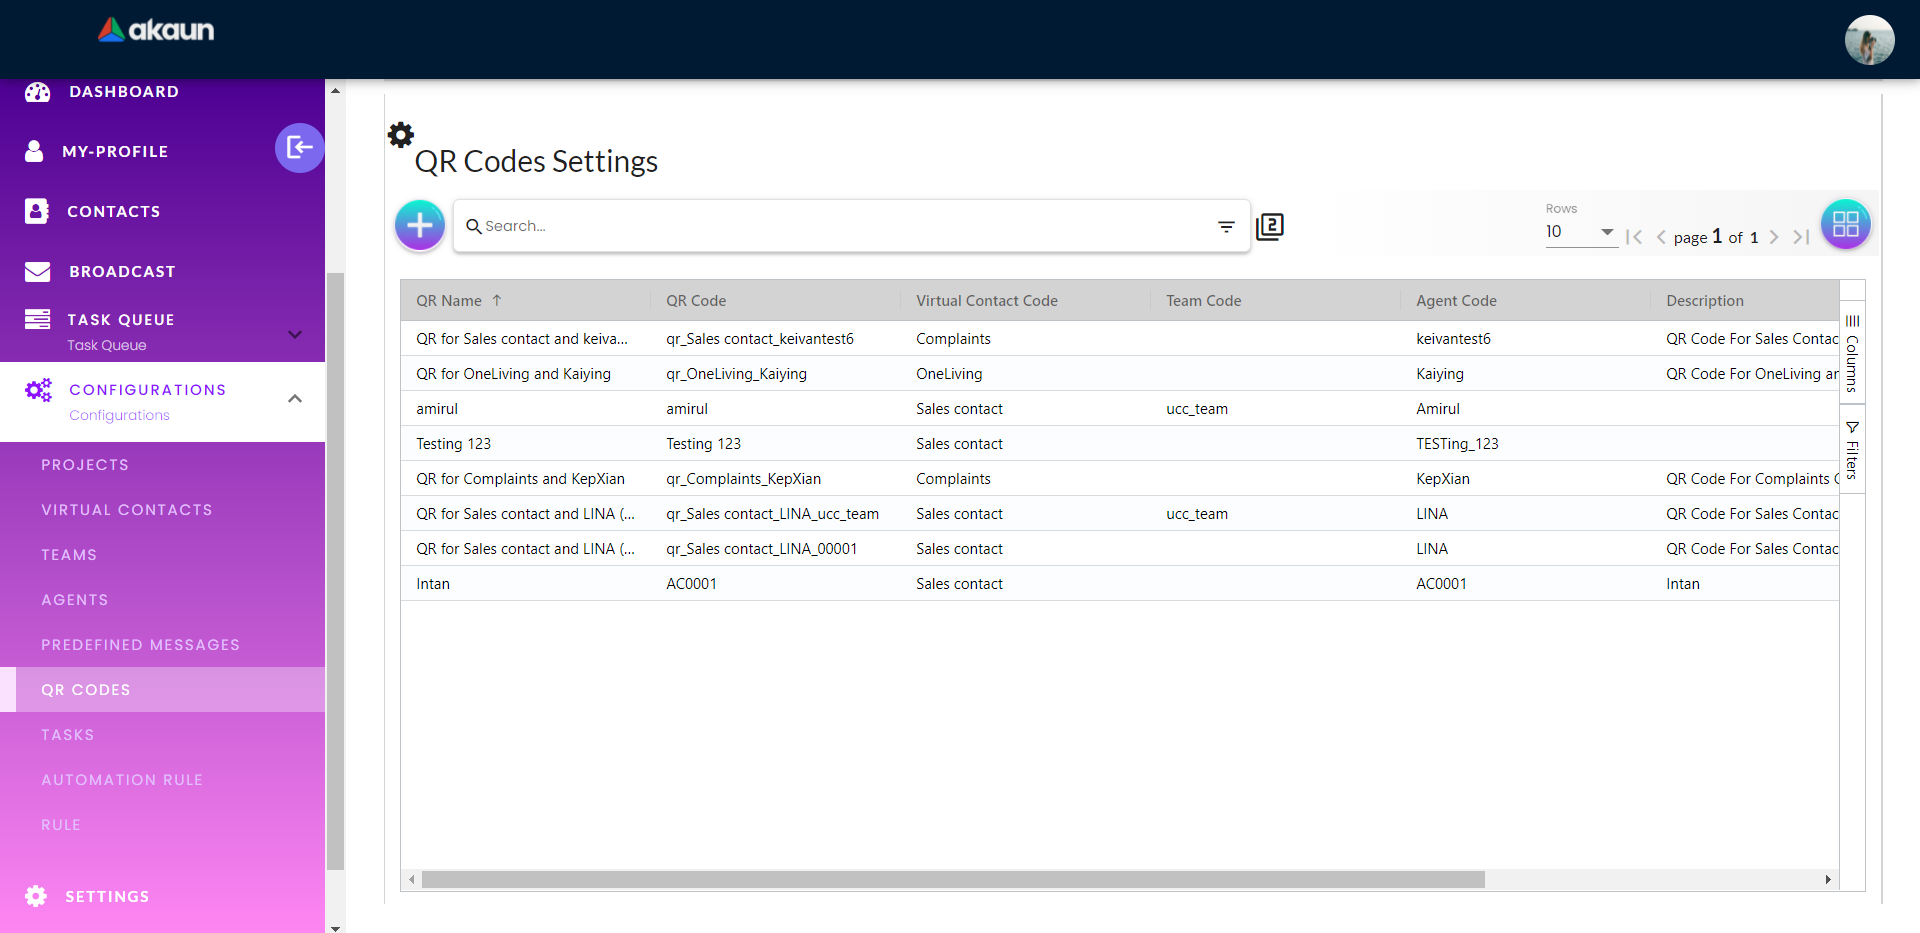 akaun
DASHBOARD
MY-PROFILE
CONTACTS
BROADCAST
TASK QUEUE
Task Queue
CONFIGURATIONS
Configurations
PROJECTS
VIRTUAL CONTACTS
TEAMS
AGENTS
PREDEFINED MESSAGES
QR CODES
TASKS
AUTOMATION RULE
RULE
SETTINGS
QR Codes Settings
Search...
2
Rows
10
page 1 of 1
QR Name QR Code Virtual Contact Code Team Code Agent Code Description
QR for Sales contact and keiva... qr_Sales contact_keivantest6 Complaints keivantest6 QR Code For Sales Contac
QR for OneLiving and Kaiying qr_OneLiving_Kaiying OneLiving Kaiying QR Code For OneLiving ar
amirul amirul Sales contact ucc_team Amirul
Testing 123 Testing 123 Sales contact TESTing_123
QR for Complaints and KepXian qr_Complaints_KepXian Complaints KepXian QR Code For Complaints C
QR for Sales contact and LINA (... qr_Sales contact_LINA_ucc_team Sales contact ucc_team LINA QR Code For Sales Contac
QR for Sales contact and LINA (... qr_Sales contact_LINA_00001 Sales contact LINA QR Code For Sales Contac
Intan AC0001 Sales contact AC0001 Intan
Columns
Filters